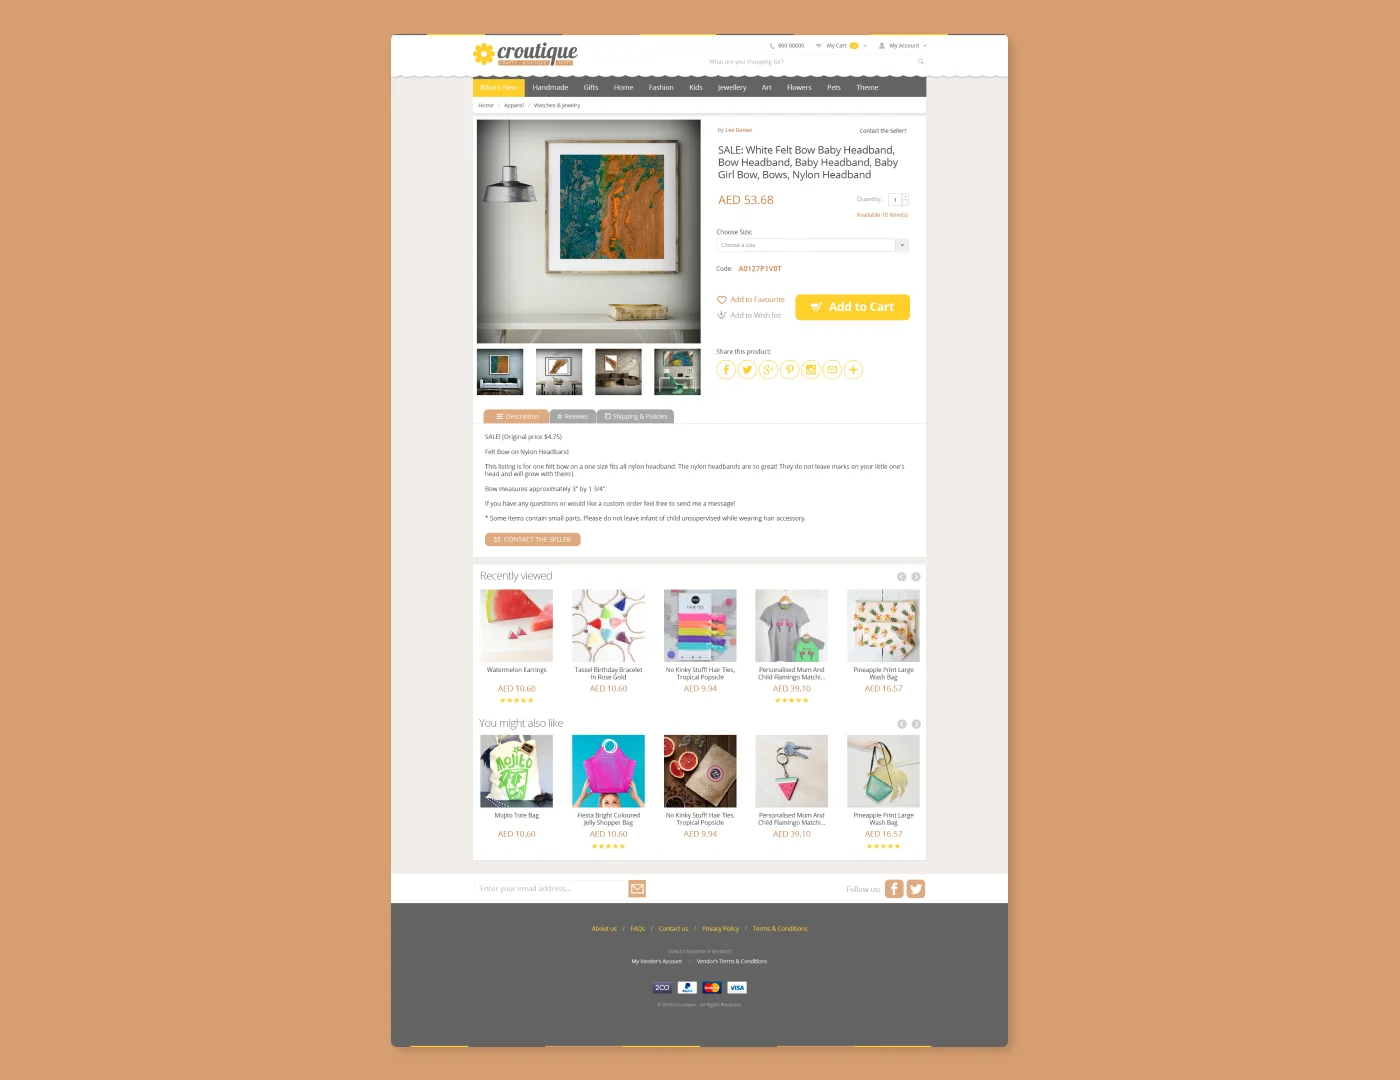 croutique
CRAFTS BOUTIQUES GIFTS
800 00000 My Cart My Account
What are you shopping for?
What's New Handmade Gifts Home Fashion Kids Jewellery Art Flowers Pets Theme
Home / Apparel / Watches & Jewelry
By Lee Renee Contact the Seller?
SALE: White Felt Bow Baby Headband,
Bow Headband, Baby Headband, Baby
Girl Bow, Bows, Nylon Headband
AED 53.68 Quantity: 1
Available 10 item(s)
Choose Size:
Choose a size
Code: A0127P1V0T
Add to Favourite
Add to Cart
Add to Wish list
Share this product:
Description Reviews Shipping & Policies
SALE! (Original price $4.75)
Felt Bow on Nylon Headband
This listing is for one felt bow on a one size fits all nylon headband. The nylon headbands are so great! They do not leave marks on your little one's
head and will grow with them:)
Bow measures approximately 3" by 1 3/4".
If you have any questions or would like a custom order feel free to send me a message!
* Some items contain small parts. Please do not leave infant of child unsupervised while wearing hair accessory.
CONTACT THE SELLER
Recently viewed
HAIR TIES
Watermelon Earrings Tassel Birthday Bracelet No Kinky Stuff! Hair Ties, Personalised Mum And Pineapple Print Large
In Rose Gold Tropical Popsicle Child Flamingo Matchi... Wash Bag
AED 10.60 AED 10.60 AED 9.94 AED 39.10 AED 16.57
You might also like
MOJITO
Mojito Tote Bag Fiesta Bright Coloured No Kinky Stuff! Hair Ties, Personalised Mum And Pineapple Print Large
Jelly Shopper Bag Tropical Popsicle Child Flamingo Matchi... Wash Bag
AED 10.60 AED 10.60 AED 9.94 AED 39.10 AED 16.57
Enter your email address... Follow us:
About us / FAQs / Contact us / Privacy Policy / Terms & Conditions
How to become A Vendor?
My Vendor's Account / Vendor's Terms & Conditions
2CO PayPal MasterCard VISA